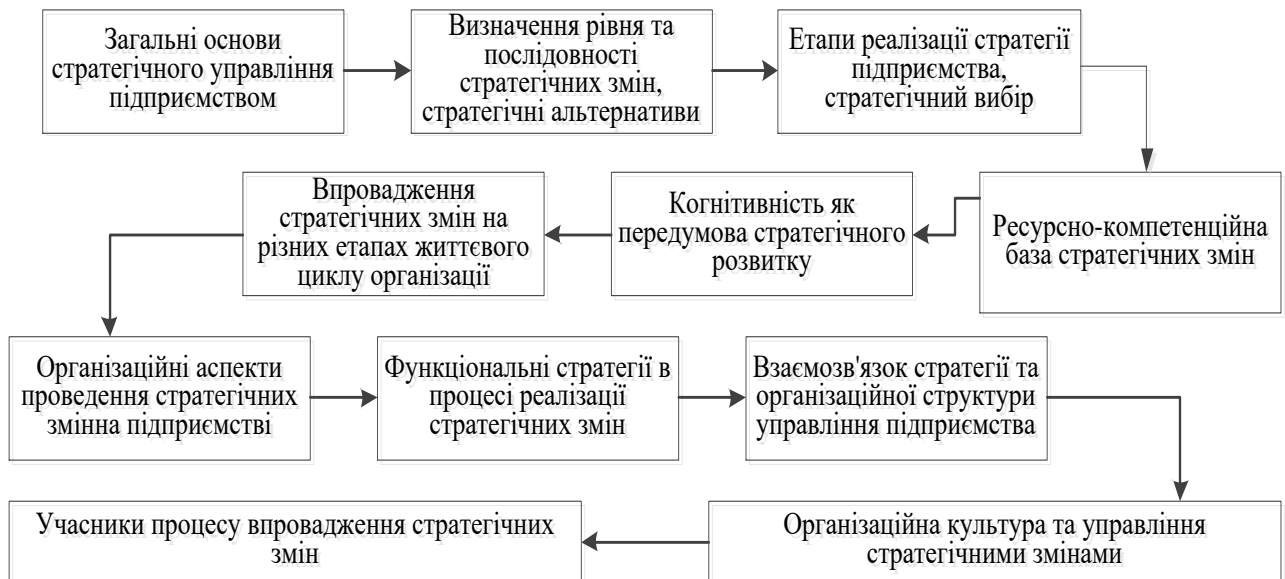 Загальні основи
стратегічного управління
підприємством
Визначення рівня та
послідовності
стратегічних змін,
стратегічні альтернативи
Етапи реалізації стратегії
підприємства,
стратегічний вибір
Ресурсно-компетенційна
база стратегічних змін
Когнітивність як
передумова стратегічного
розвитку
Впровадження
стратегічних змін на
різних етапах життєвого
циклу організації
Організаційні аспекти
проведення стратегічних
змінна підприємстві
Функціональні стратегії в
процесі реалізації
стратегічних змін
Взаємозв'язок стратегії та
організаційної структури
управління підприємства
Організаційна культура та управління
стратегічними змінами
Учасники процесу впровадження стратегічних
змін